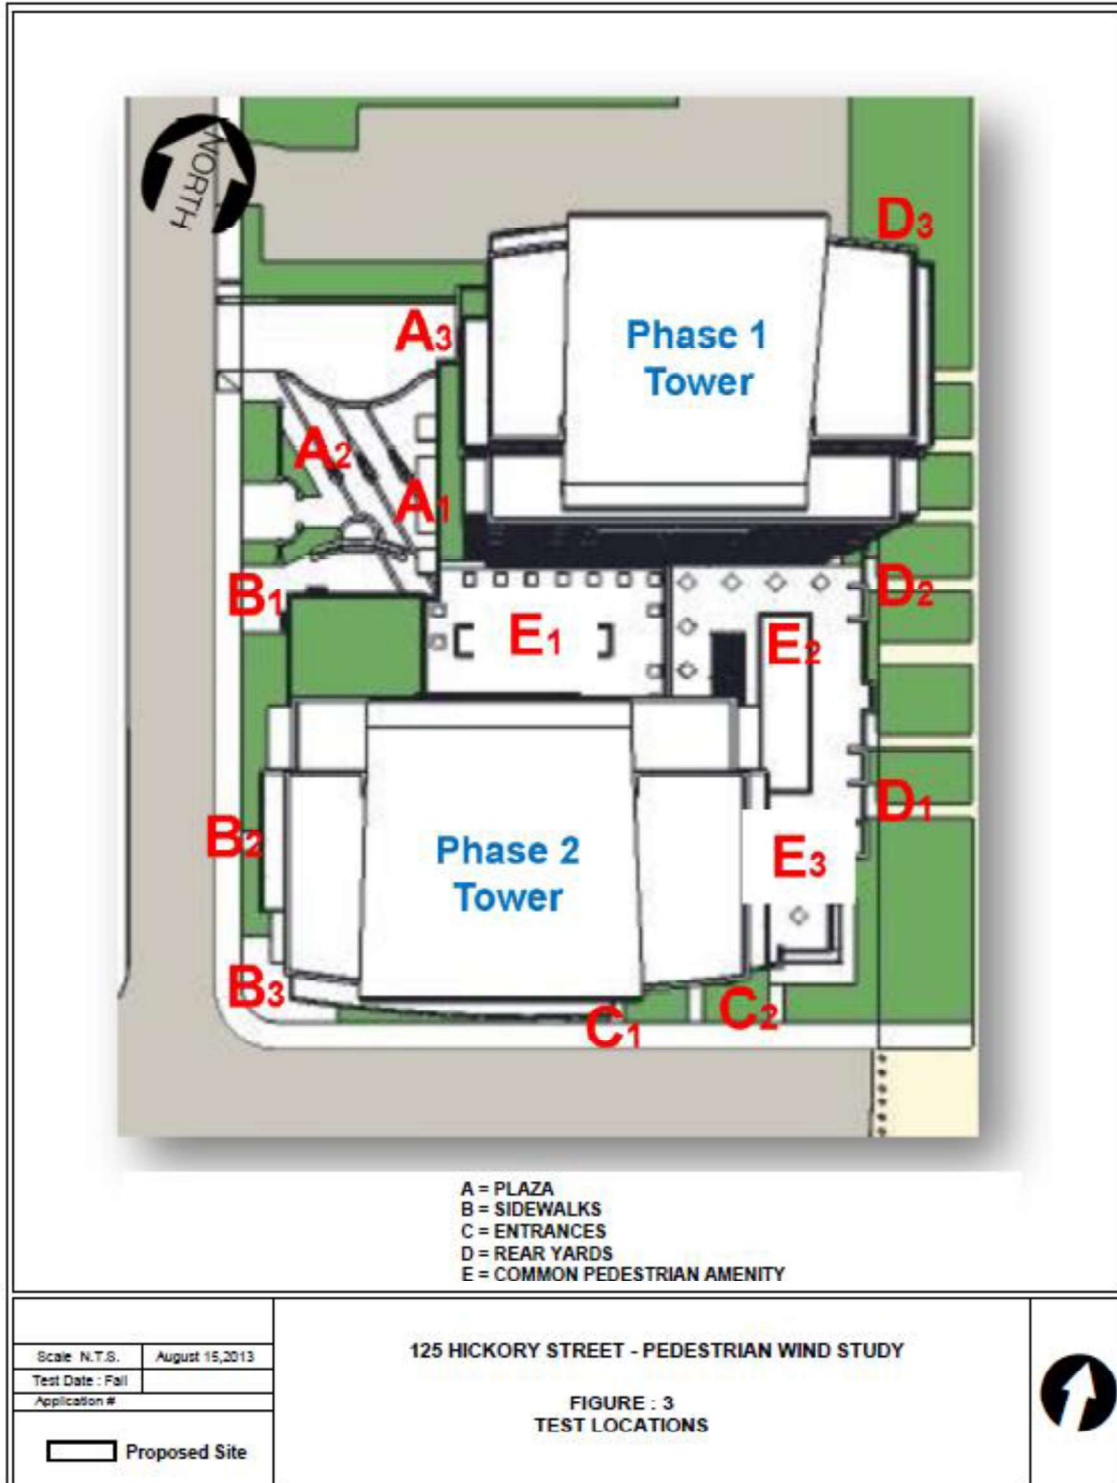 NORTH
D3
Phase 1
Tower
A3
A2
A1
B1
D2
E1
E2
D1
B2
Phase 2
Tower
E3
B3
C1
C2
A = PLAZA
B = SIDEWALKS
C = ENTRANCES
D = REAR YARDS
E = COMMON PEDESTRIAN AMENITY
Scale N.T.S.
August 15,2013
Test Date : Fall
Application #
Proposed Site
125 HICKORY STREET - PEDESTRIAN WIND STUDY
FIGURE : 3
TEST LOCATIONS